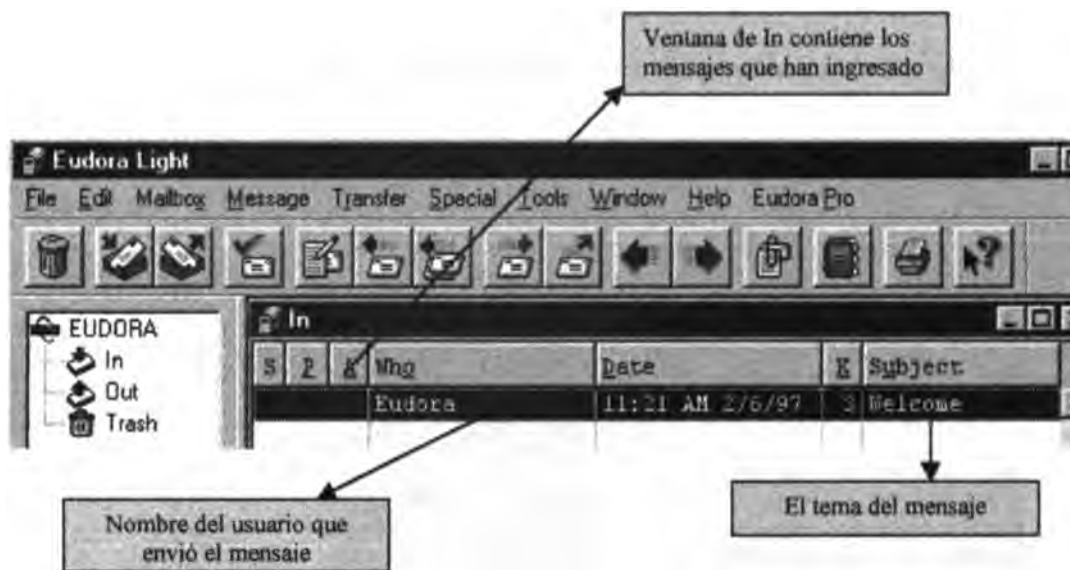 Ventana de In contiene los
mensajes que han ingresado
Eudora Light
File Edit Mailbox Message Transfer Special Tools Window Help Eudora Pro
EUDORA
In
Out
Trash
In
S P A Who Date K Subject
Eudora 11:21 AM 2/6/97 3 Welcome
Nombre del usuario que
envió el mensaje
El tema del mensaje